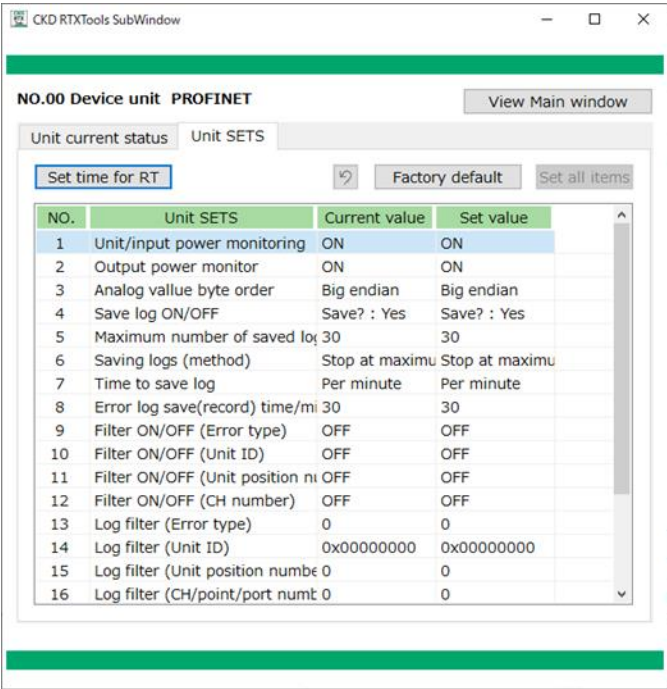 CKD RTXTools SubWindow
NO.00 Device unit PROFINET View Main window
Unit current status Unit SETS
Set time for RT Factory default Set all items
NO. Unit SETS Current value Set value
1 Unit/input power monitoring ON ON
2 Output power monitor ON ON
3 Analog vallue byte order Big endian Big endian
4 Save log ON/OFF Save? : Yes Save? : Yes
5 Maximum number of saved log 30 30
6 Saving logs (method) Stop at maximu Stop at maximu
7 Time to save log Per minute Per minute
8 Error log save(record) time/mi 30 30
9 Filter ON/OFF (Error type) OFF OFF
10 Filter ON/OFF (Unit ID) OFF OFF
11 Filter ON/OFF (Unit position nu OFF OFF
12 Filter ON/OFF (CH number) OFF OFF
13 Log filter (Error type) 0 0
14 Log filter (Unit ID) 0x00000000 0x00000000
15 Log filter (Unit position numbe 0 0
16 Log filter (CH/point/port numb 0 0